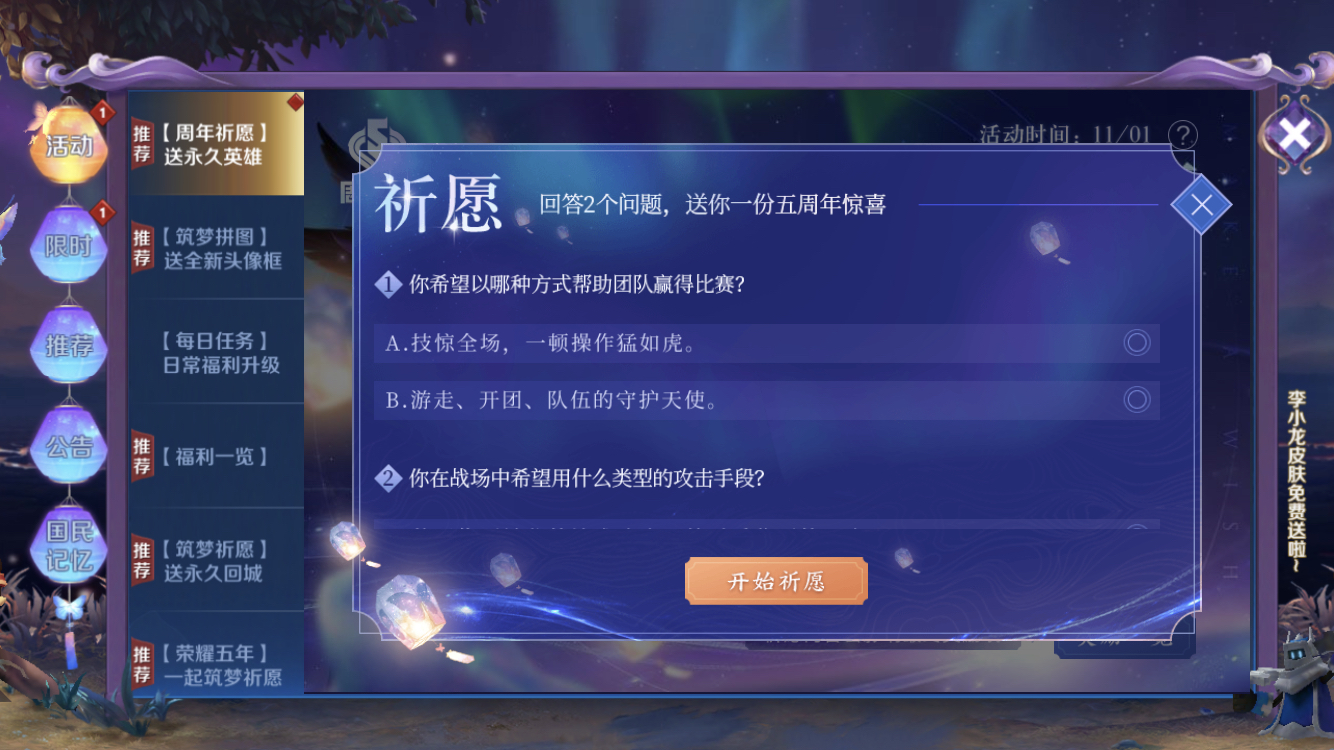 活动
1
限时
1
推荐
公告
国民
记忆
推荐
【周年祈愿】
送永久英雄
推荐
【筑梦拼图】
送全新头像框
【每日任务】
日常福利升级
推荐
【福利一览】
推荐
【筑梦祈愿】
送永久回城
推荐
【荣耀五年】
一起筑梦祈愿
活动时间：11/01
?
祈愿
回答2个问题，送你一份五周年惊喜
1 你希望以哪种方式帮助团队赢得比赛?
A.技惊全场，一顿操作猛如虎。
B.游走、开团、队伍的守护天使。
2 你在战场中希望用什么类型的攻击手段?
开始祈愿
李小龙皮肤免费送啦~